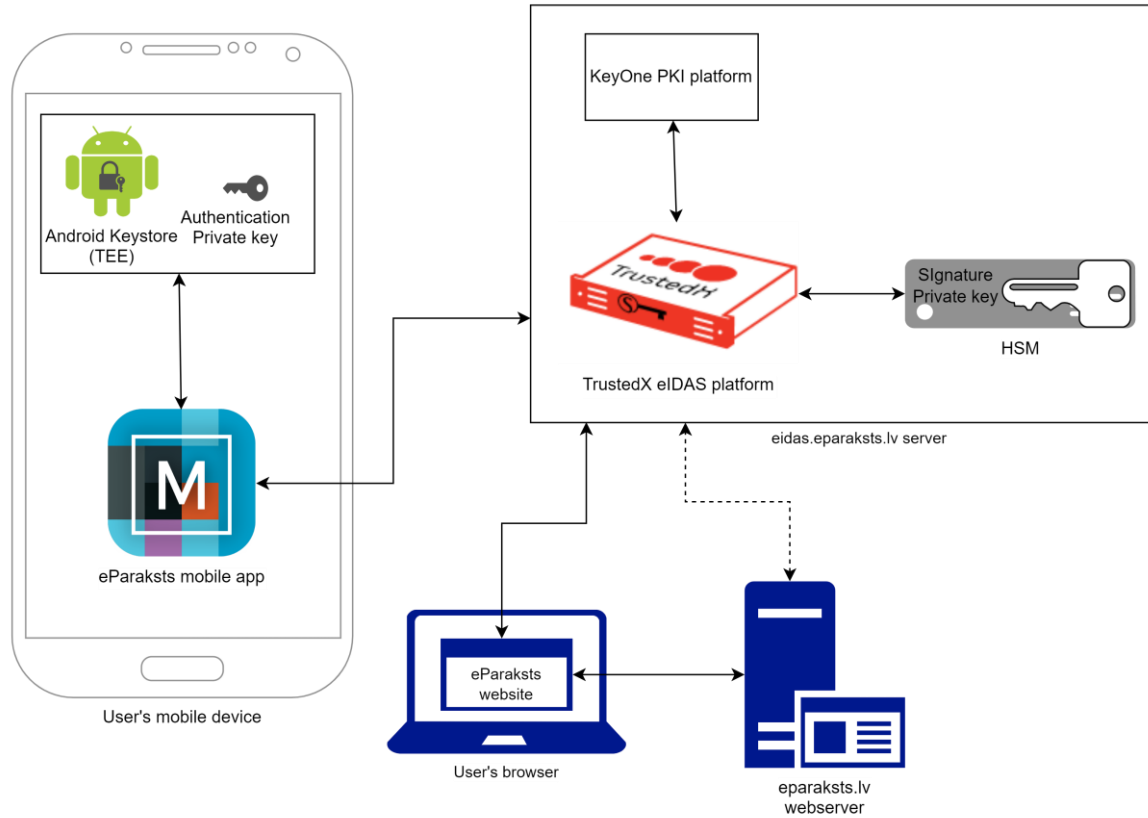 Android Keystore
(TEE)
Authentication
Private key
M
eParaksts mobile app
User's mobile device
KeyOne PKI platform
TrustedX
S
TrustedX eIDAS platform
SIgnature
Private key
HSM
eidas.eparaksts.lv server
eParaksts
website
User's browser
eparaksts.lv
webserver